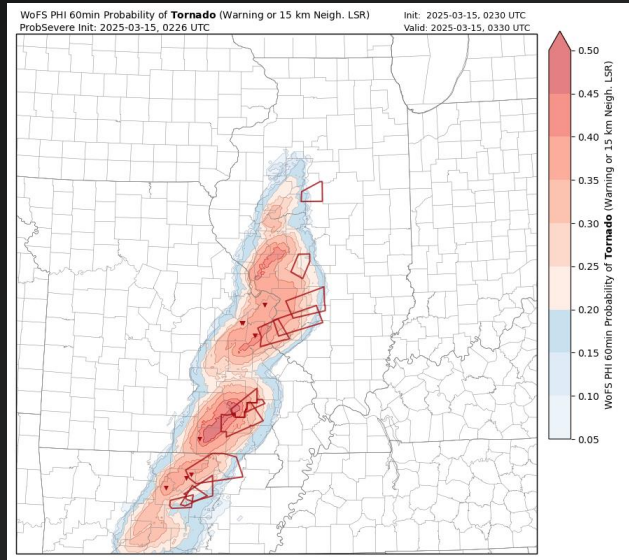 WoFS PHI 60min Probability of Tornado (Warning or 15 km Neigh. LSR)
ProbSevere Init: 2025-03-15, 0226 UTC
Init: 2025-03-15, 0230 UTC
Valid: 2025-03-15, 0330 UTC
0.50
0.45
0.40
0.35
0.30
0.25
0.20
0.15
0.10
0.05
WoFS PHI 60min Probability of Tornado (Warning or 15 km Neigh. LSR)